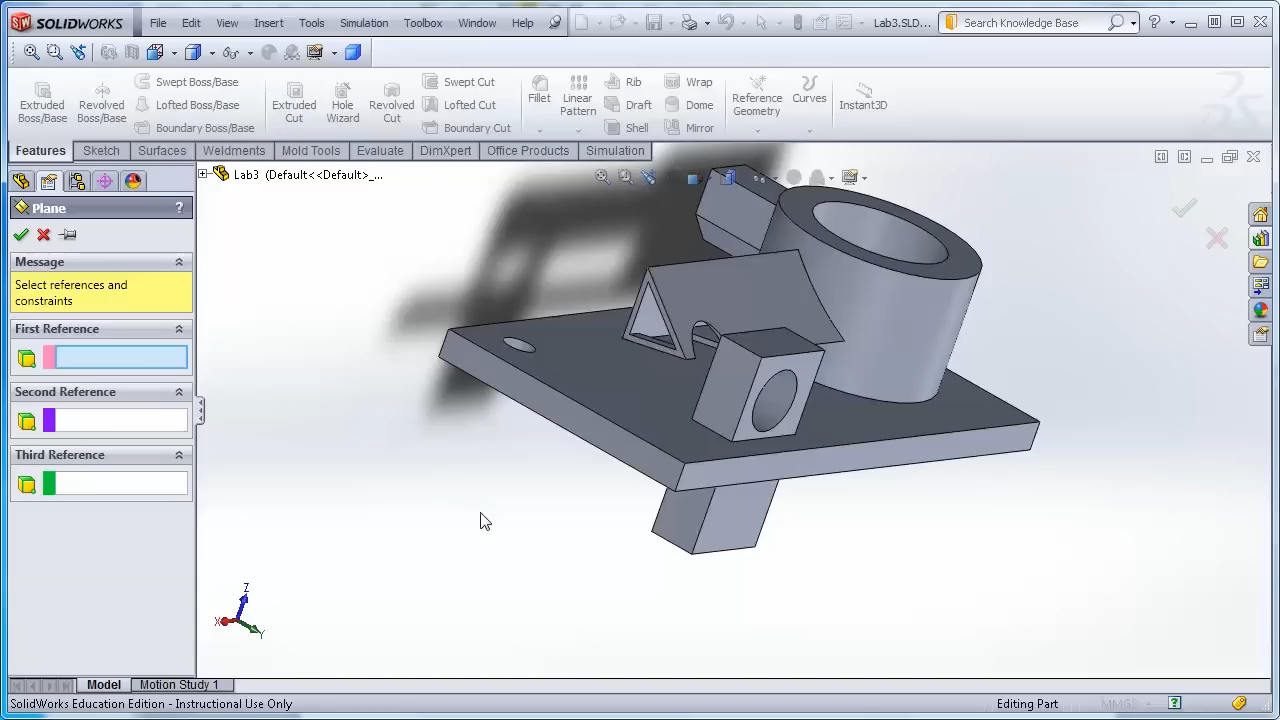 SOLIDWORKS File Edit View Insert Tools Simulation Toolbox Window Help Lab3.SLD... Search Knowledge Base ?
Extruded Boss/Base
Revolved Boss/Base
Swept Boss/Base
Lofted Boss/Base
Boundary Boss/Base
Extruded Cut
Hole Wizard
Revolved Cut
Swept Cut
Lofted Cut
Boundary Cut
Fillet
Linear Pattern
Rib
Draft
Shell
Wrap
Dome
Mirror
Reference Geometry
Curves
Instant3D
Features Sketch Surfaces Weldments Mold Tools Evaluate DimXpert Office Products Simulation
Lab3 (Default<<Default>_...
Plane ?
Message
Select references and
constraints
First Reference
Second Reference
Third Reference
Z
X
Y
Model Motion Study 1
SolidWorks Education Edition - Instructional Use Only Editing Part MMGS ?